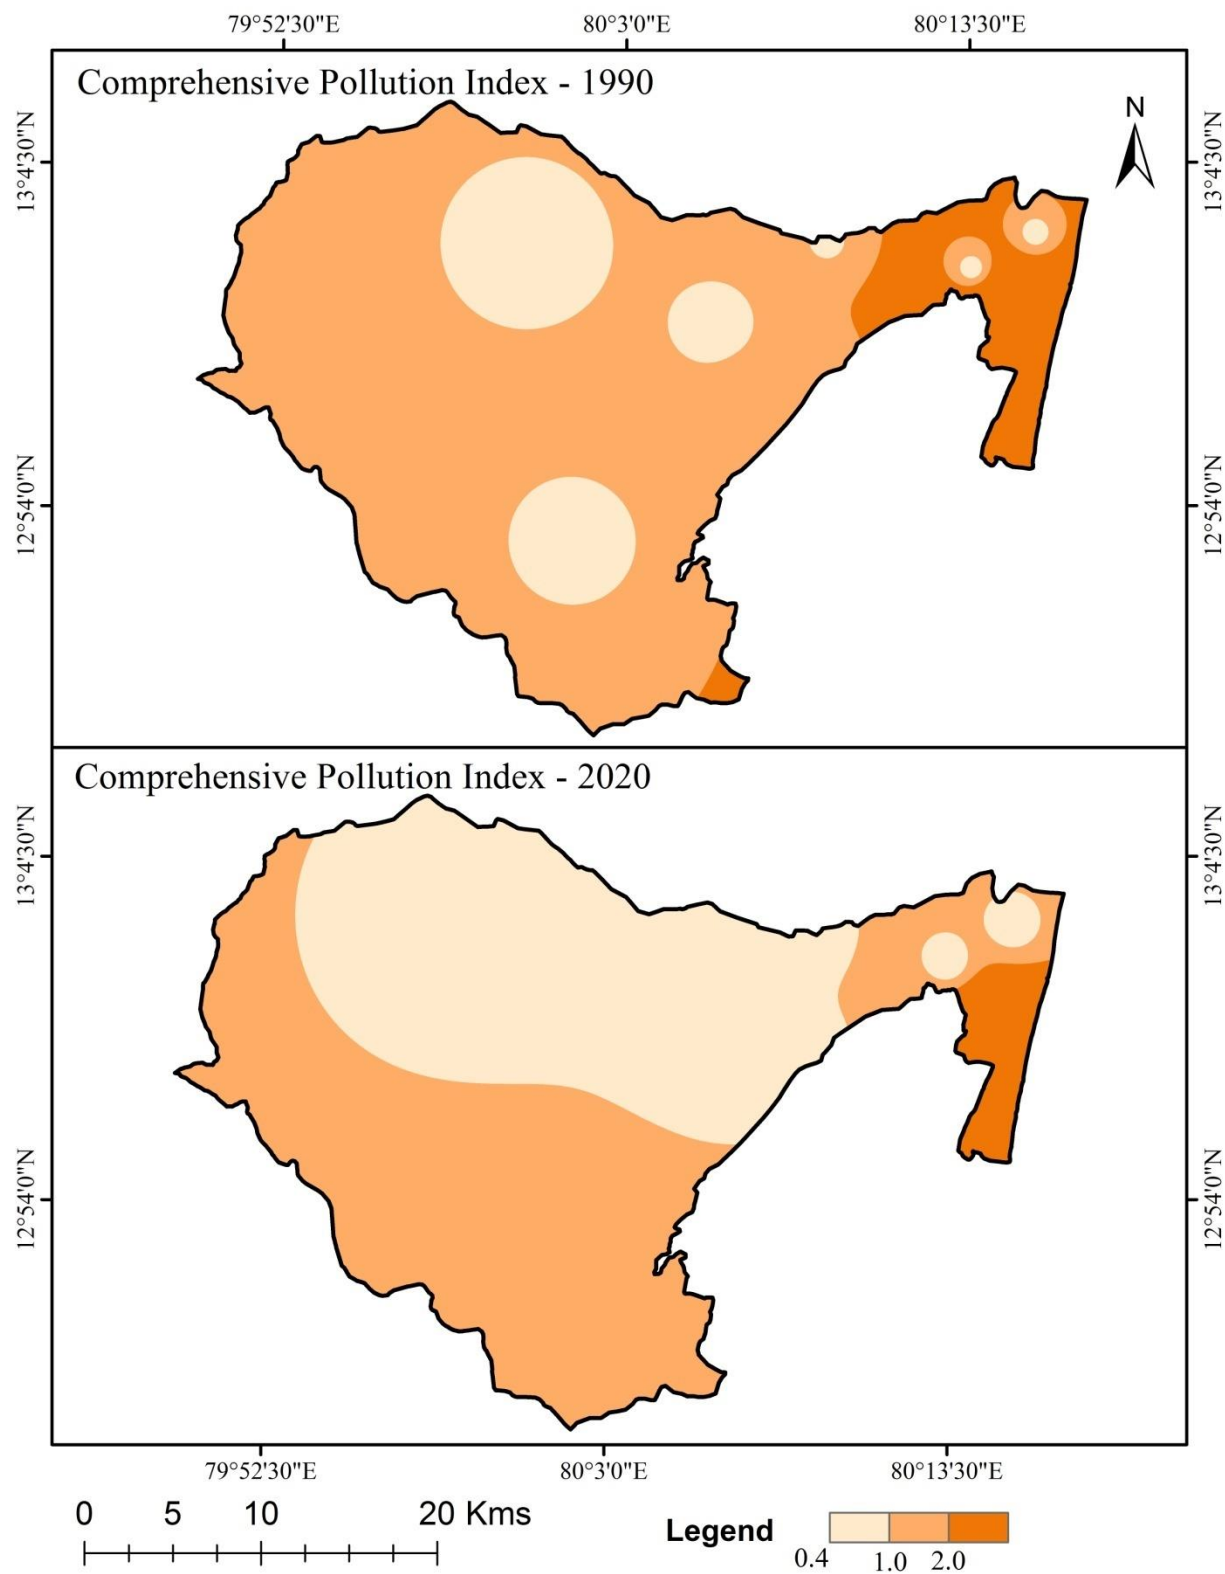 79°52'30"E 80°3'0"E 80°13'30"E
Comprehensive Pollution Index - 1990
N
13°4'30"N 13°4'30"N
12°54'0"N 12°54'0"N
Comprehensive Pollution Index - 2020
13°4'30"N 13°4'30"N
12°54'0"N 12°54'0"N
79°52'30"E 80°3'0"E 80°13'30"E
0 5 10 20 Kms
Legend
0.4 1.0 2.0